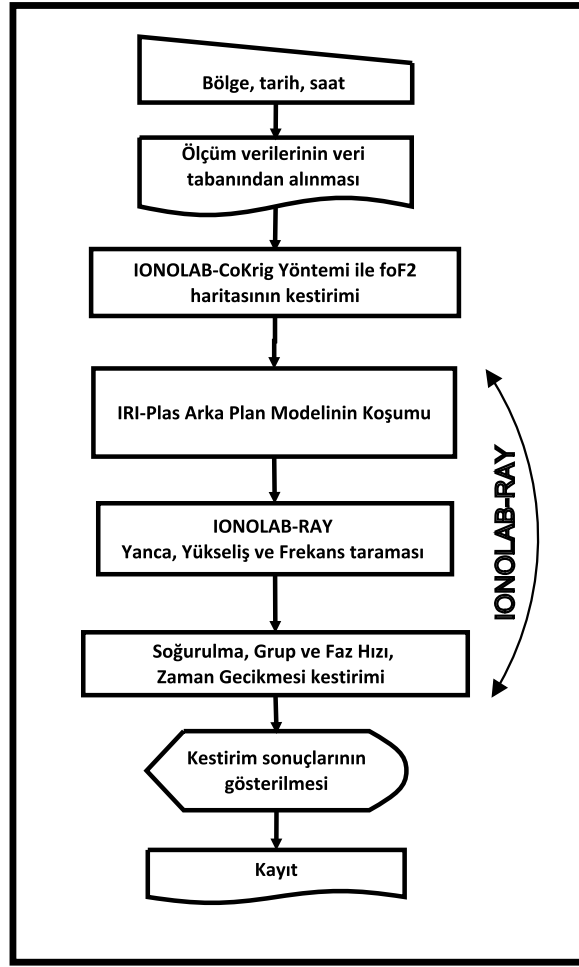 Bölge, tarih, saat
Ölçüm verilerinin veri
tabanından alınması
IONOLAB-CoKrig Yöntemi ile foF2
haritasının kestirimi
IRI-Plas Arka Plan Modelinin Koşumu
IONOLAB-RAY
Yanca, Yükseliş ve Frekans taraması
Soğurulma, Grup ve Faz Hızı,
Zaman Gecikmesi kestirimi
IONOLAB-RAY
Kestirim sonuçlarının
gösterilmesi
Kayıt